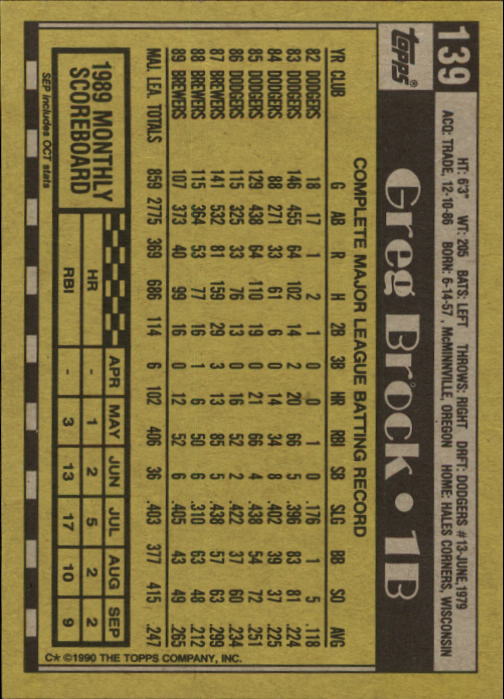 139
topps®
Greg Brock • 1B
HT: 6'3" WT: 205 BATS: LEFT THROWS: RIGHT DRFT: DODGERS #13-JUNE, 1979
ACQ: TRADE, 12-10-86 BORN: 6-14-57, McMINNVILLE, OREGON HOME: HALES CORNERS, WISCONSIN
COMPLETE MAJOR LEAGUE BATTING RECORD
YR CLUB G AB R H 2B 3B HR RBI SB SLG BB SO AVG
82 DODGERS 18 17 1 2 1 0 0 1 0 .176 1 5 .118
83 DODGERS 146 455 64 102 14 2 20 66 5 .396 83 81 .224
84 DODGERS 88 271 33 61 6 0 14 34 8 .402 39 37 .225
85 DODGERS 129 438 64 110 19 0 21 66 4 .438 54 72 .251
86 DODGERS 115 325 33 76 13 0 16 52 2 .422 37 60 .234
87 BREWERS 141 532 81 159 29 3 13 85 5 .438 57 63 .299
88 BREWERS 115 364 53 77 16 1 6 50 6 .310 63 48 .212
89 BREWERS 107 373 40 99 16 0 12 52 6 .405 43 49 .265
MAJ. LEA. TOTALS 859 2775 369 686 114 6 102 406 36 .403 377 415 .247
1989 MONTHLY
SCOREBOARD
APR MAY JUN JUL AUG SEP
HR - 1 2 5 2 2
RBI - 3 13 17 10 9
SEP includes OCT stats
C* ©1990 THE TOPPS COMPANY, INC.